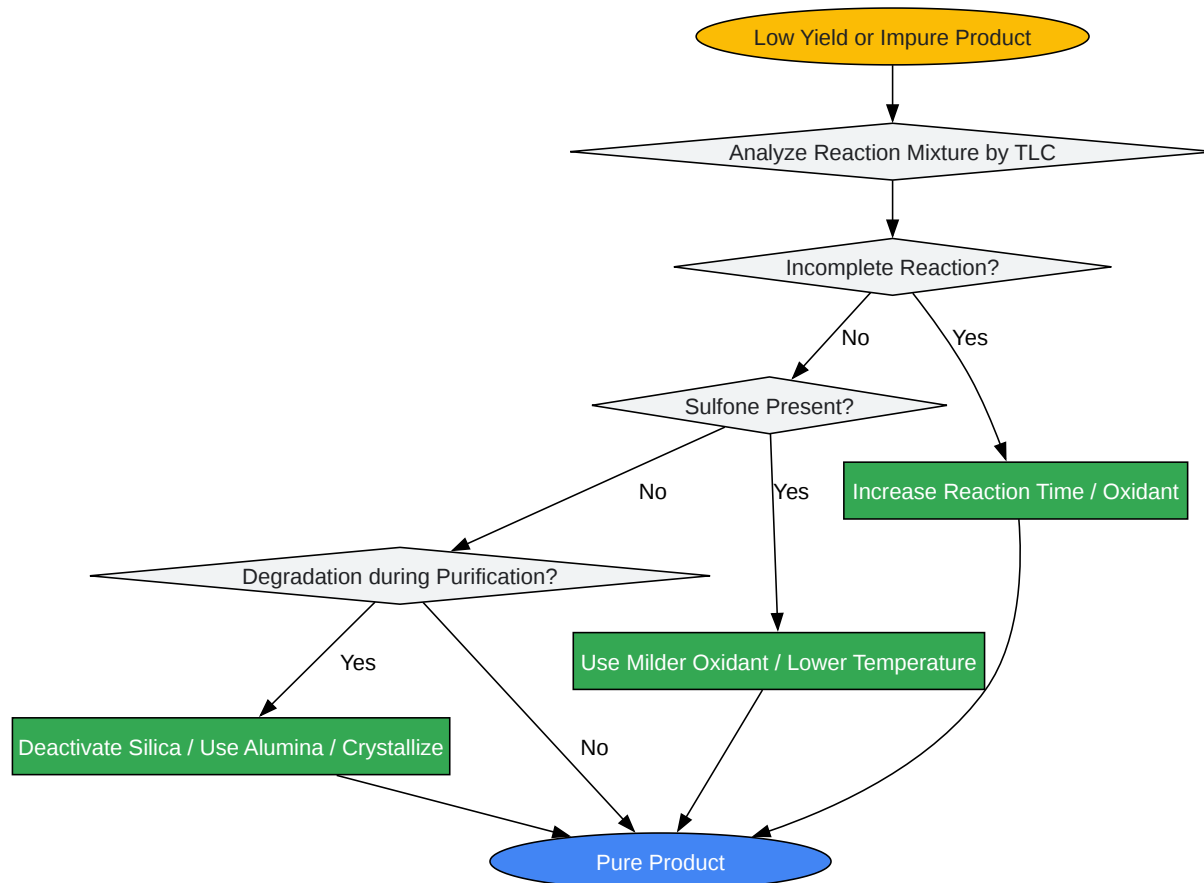 Low Yield or Impure Product
Analyze Reaction Mixture by TLC
Incomplete Reaction?
No
Yes
Sulfone Present?
Increase Reaction Time / Oxidant
No
Yes
Degradation during Purification?
Use Milder Oxidant / Lower Temperature
Yes
Deactivate Silica / Use Alumina / Crystallize
No
Pure Product